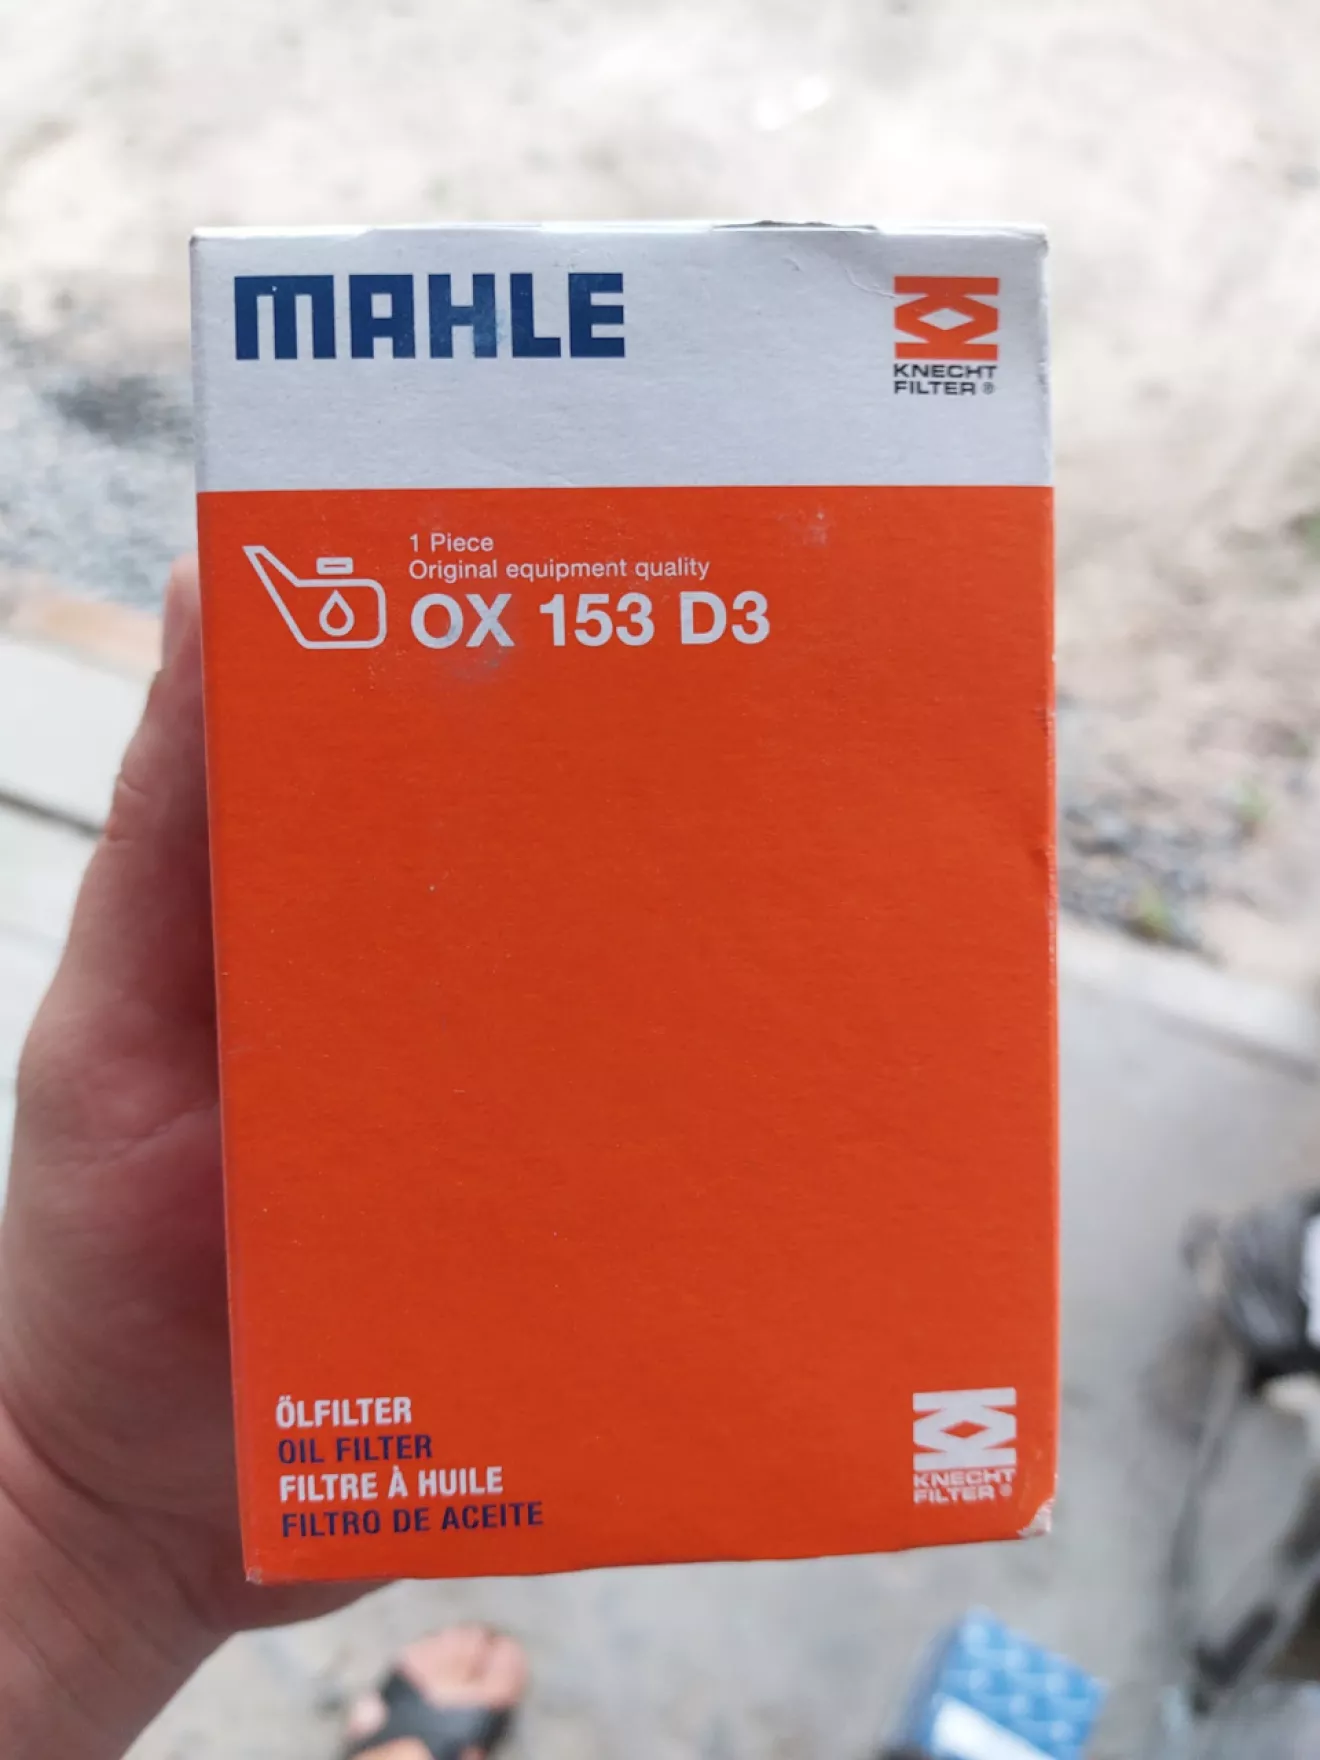 MAHLE
KNECHT
FILTER®
1 Piece
Original equipment quality
OX 153 D3
ÖLFILTER
OIL FILTER
FILTRE À HUILE
FILTRO DE ACEITE
KNECHT
FILTER®